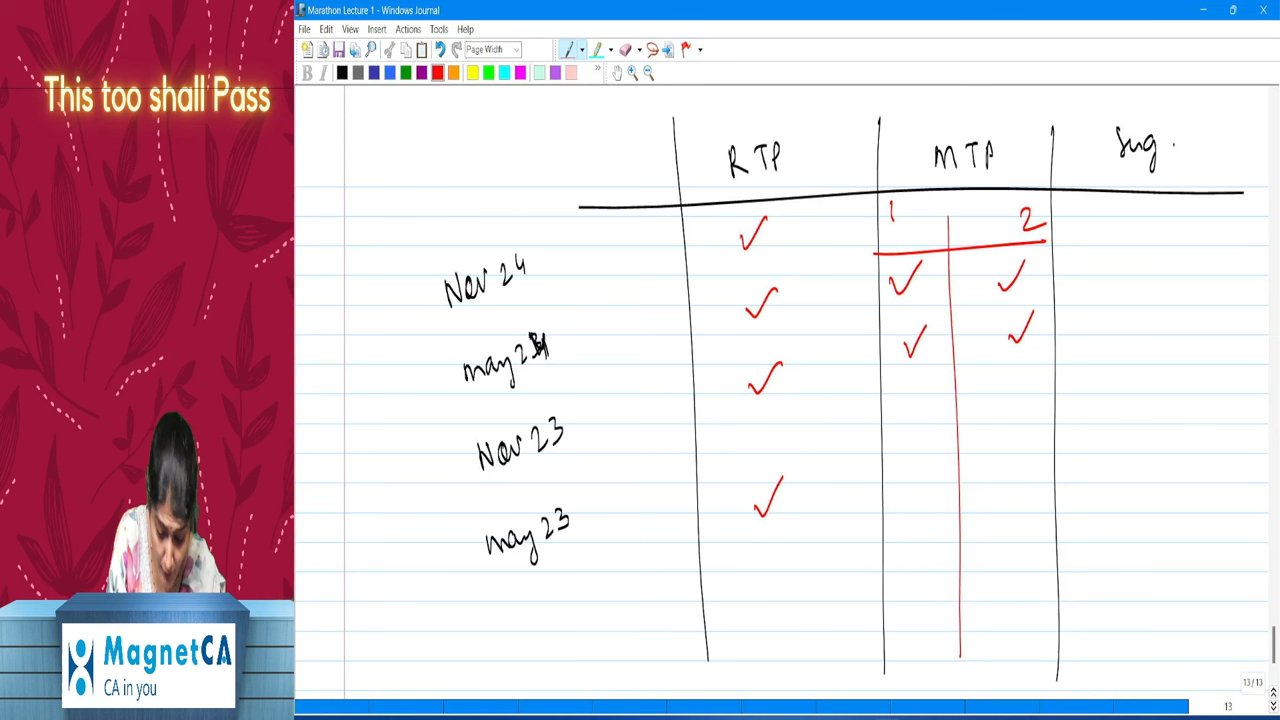 Marathon Lecture 1 - Windows Journal
File Edit View Insert Actions Tools Help
Page Width
B I
This too shall Pass
RTP MTP Sug.
1 2
Nov 24
may 24
Nov 23
may 23
MagnetCA
CA in you
13/13
13